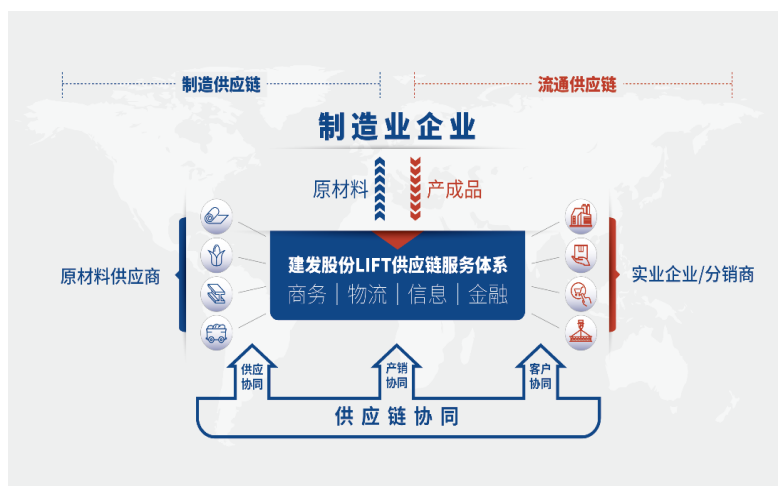 制造供应链
流通供应链
制造业企业
原材料
产成品
原材料供应商
建发股份LIFT供应链服务体系
商务｜物流｜信息｜金融
实业企业/分销商
供应
协同
产销
协同
客户
协同
供应链协同